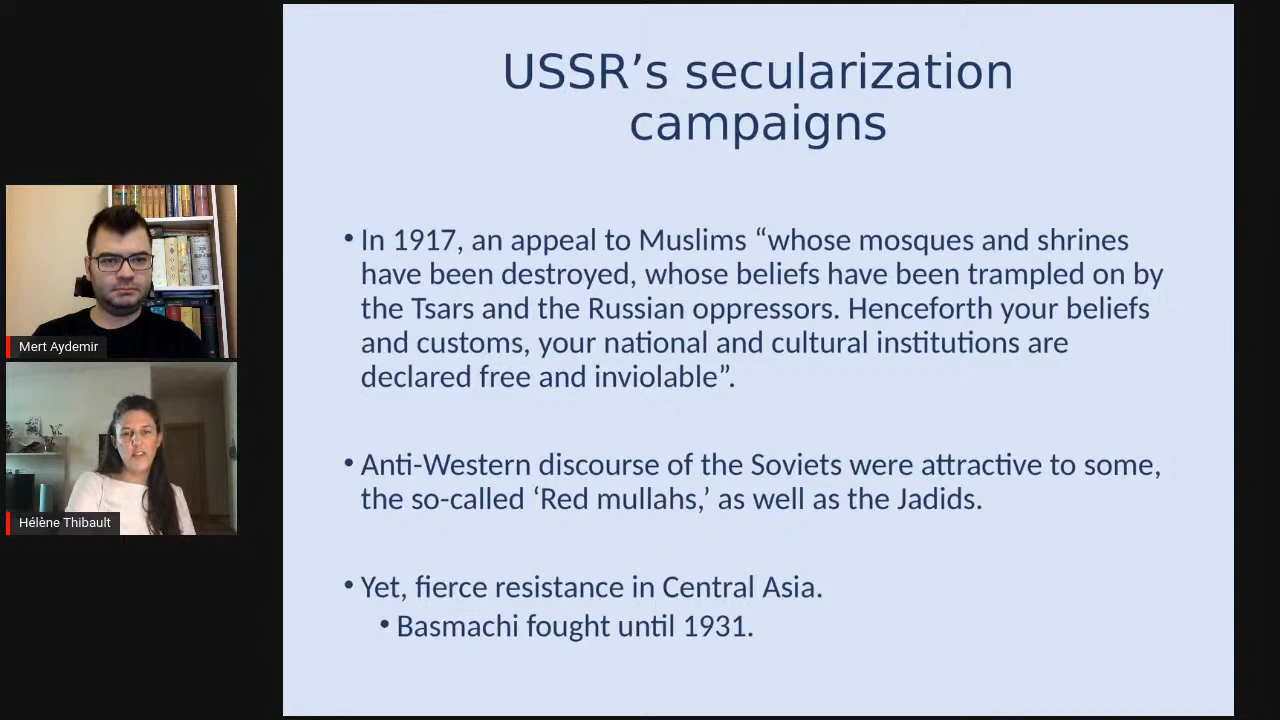 USSR’s secularization
campaigns
• In 1917, an appeal to Muslims “whose mosques and shrines
have been destroyed, whose beliefs have been trampled on by
the Tsars and the Russian oppressors. Henceforth your beliefs
and customs, your national and cultural institutions are
declared free and inviolable”.
• Anti-Western discourse of the Soviets were attractive to some,
the so-called ‘Red mullahs,’ as well as the Jadids.
• Yet, fierce resistance in Central Asia.
• Basmachi fought until 1931.
Mert Aydemir
Hélène Thibault